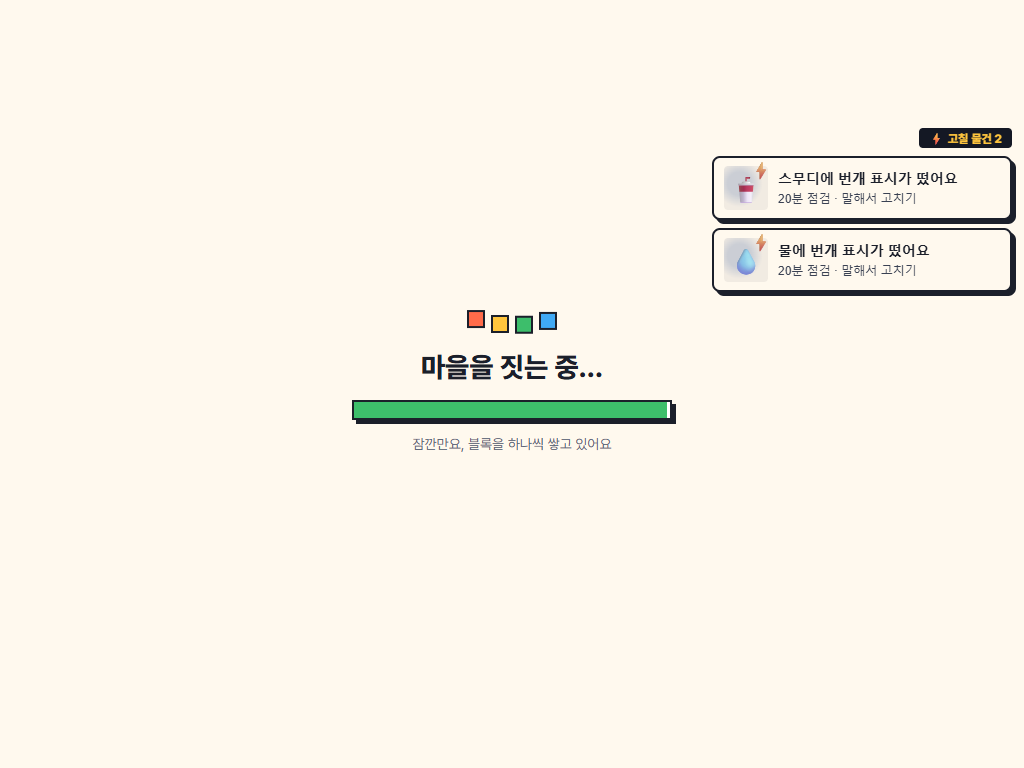 고칠 물건 2
스무디에 번개 표시가 떴어요
20분 점검 · 말해서 고치기
물에 번개 표시가 떴어요
20분 점검 · 말해서 고치기
마을을 짓는 중...
잠깐만요, 블록을 하나씩 쌓고 있어요